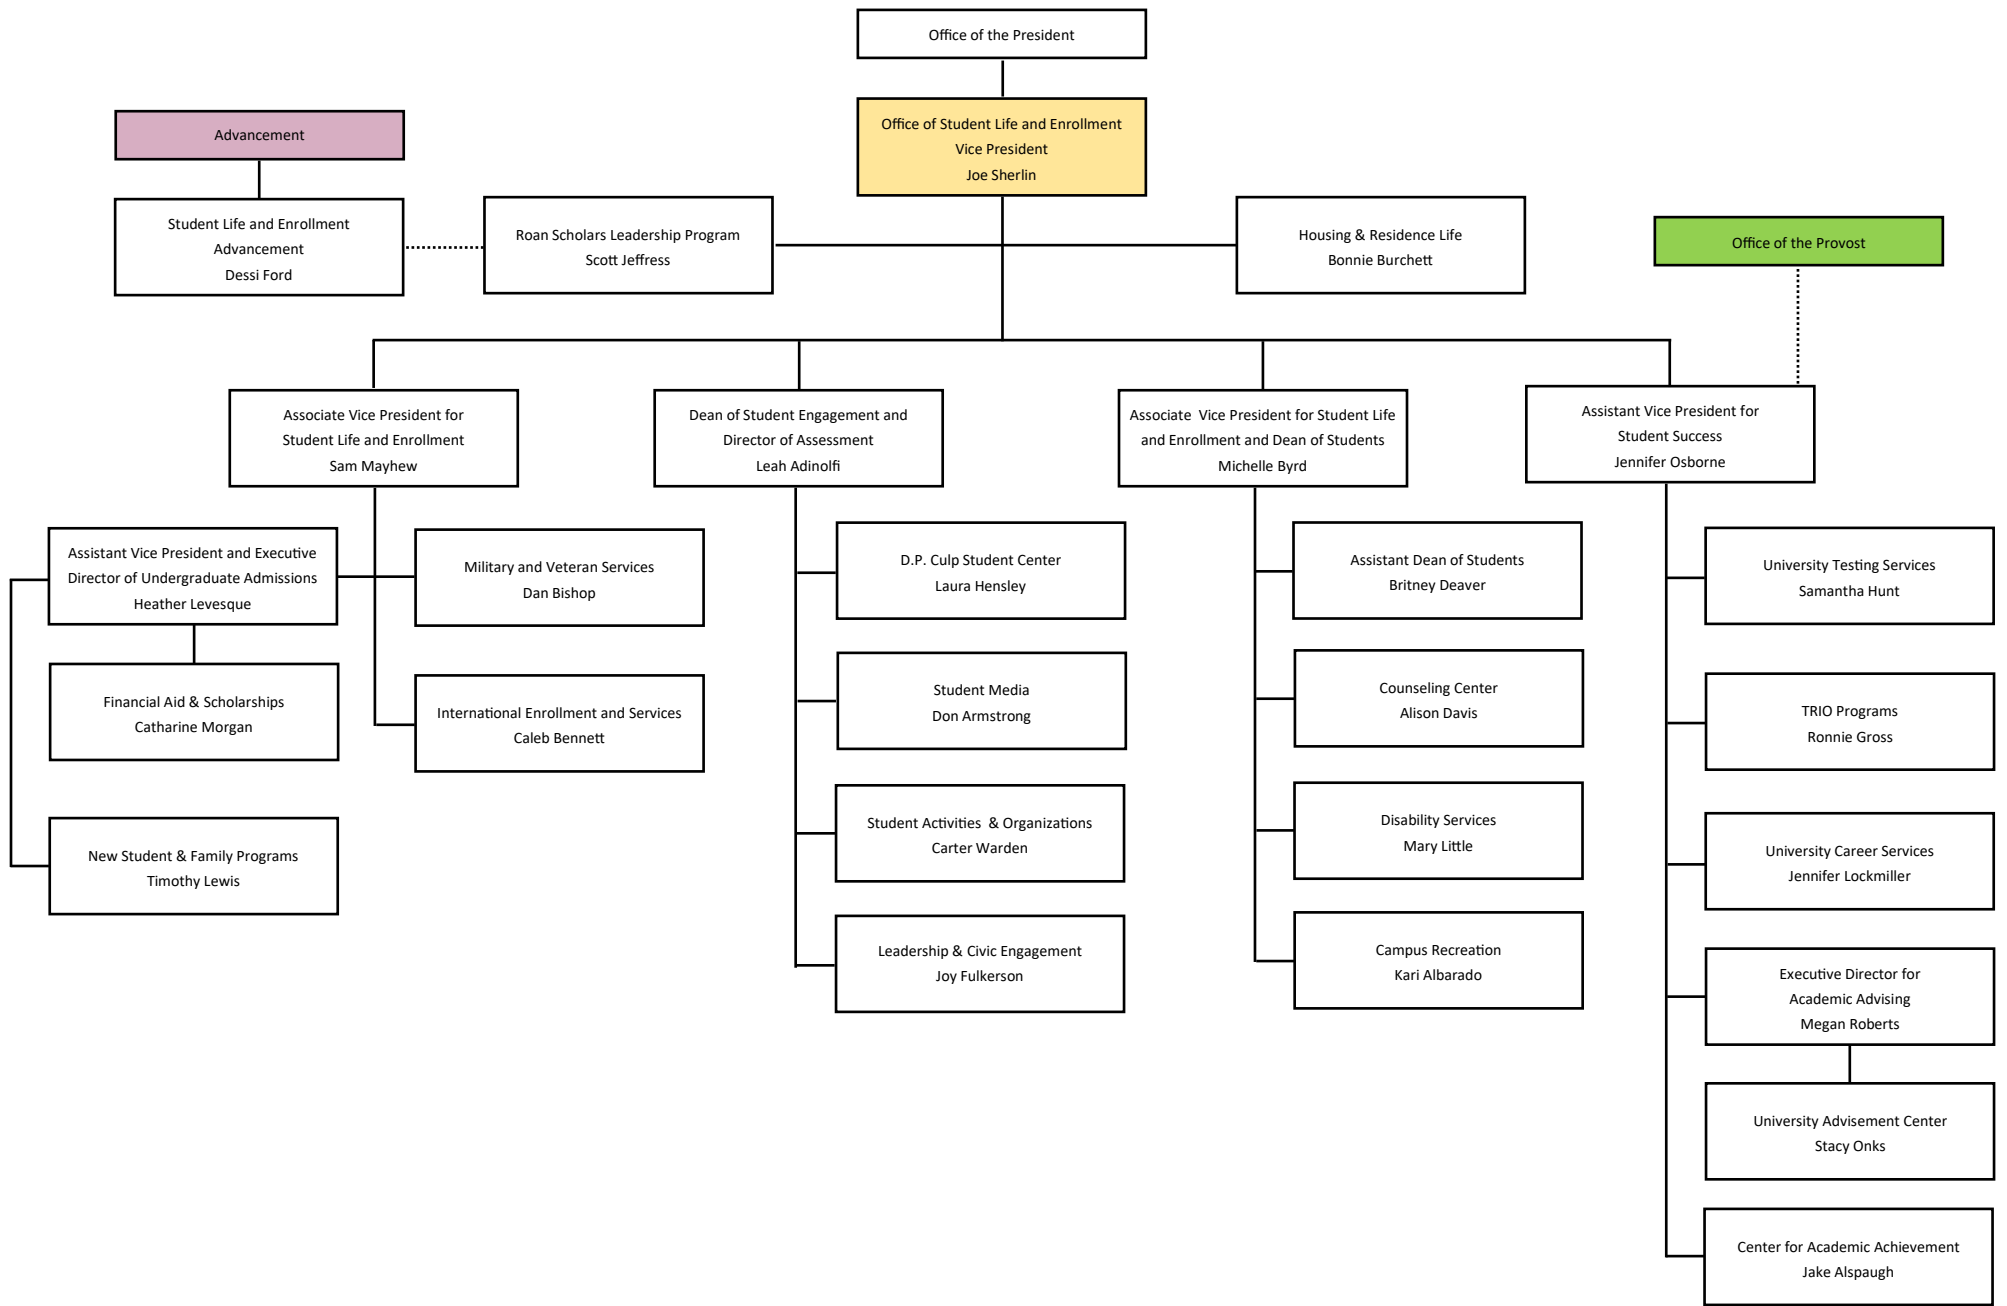 Office of the President
Office of Student Life and Enrollment
Vice President
Joe Sherlin
Advancement
Student Life and Enrollment
Advancement
Dessi Ford
Roan Scholars Leadership Program
Scott Jeffress
Housing & Residence Life
Bonnie Burchett
Office of the Provost
Associate Vice President for
Student Life and Enrollment
Sam Mayhew
Dean of Student Engagement and
Director of Assessment
Leah Adinolfi
Associate  Vice President for Student Life
and Enrollment and Dean of Students
Michelle Byrd
Assistant Vice President for
Student Success
Jennifer Osborne
Assistant Vice President and Executive
Director of Undergraduate Admissions
Heather Levesque
Military and Veteran Services
Dan Bishop
Financial Aid & Scholarships
Catharine Morgan
International Enrollment and Services
Caleb Bennett
New Student & Family Programs
Timothy Lewis
D.P. Culp Student Center
Laura Hensley
Student Media
Don Armstrong
Student Activities  & Organizations
Carter Warden
Leadership & Civic Engagement
Joy Fulkerson
Assistant Dean of Students
Britney Deaver
Counseling Center
Alison Davis
Disability Services
Mary Little
Campus Recreation
Kari Albarado
University Testing Services
Samantha Hunt
TRIO Programs
Ronnie Gross
University Career Services
Jennifer Lockmiller
Executive Director for
Academic Advising
Megan Roberts
University Advisement Center
Stacy Onks
Center for Academic Achievement
Jake Alspaugh